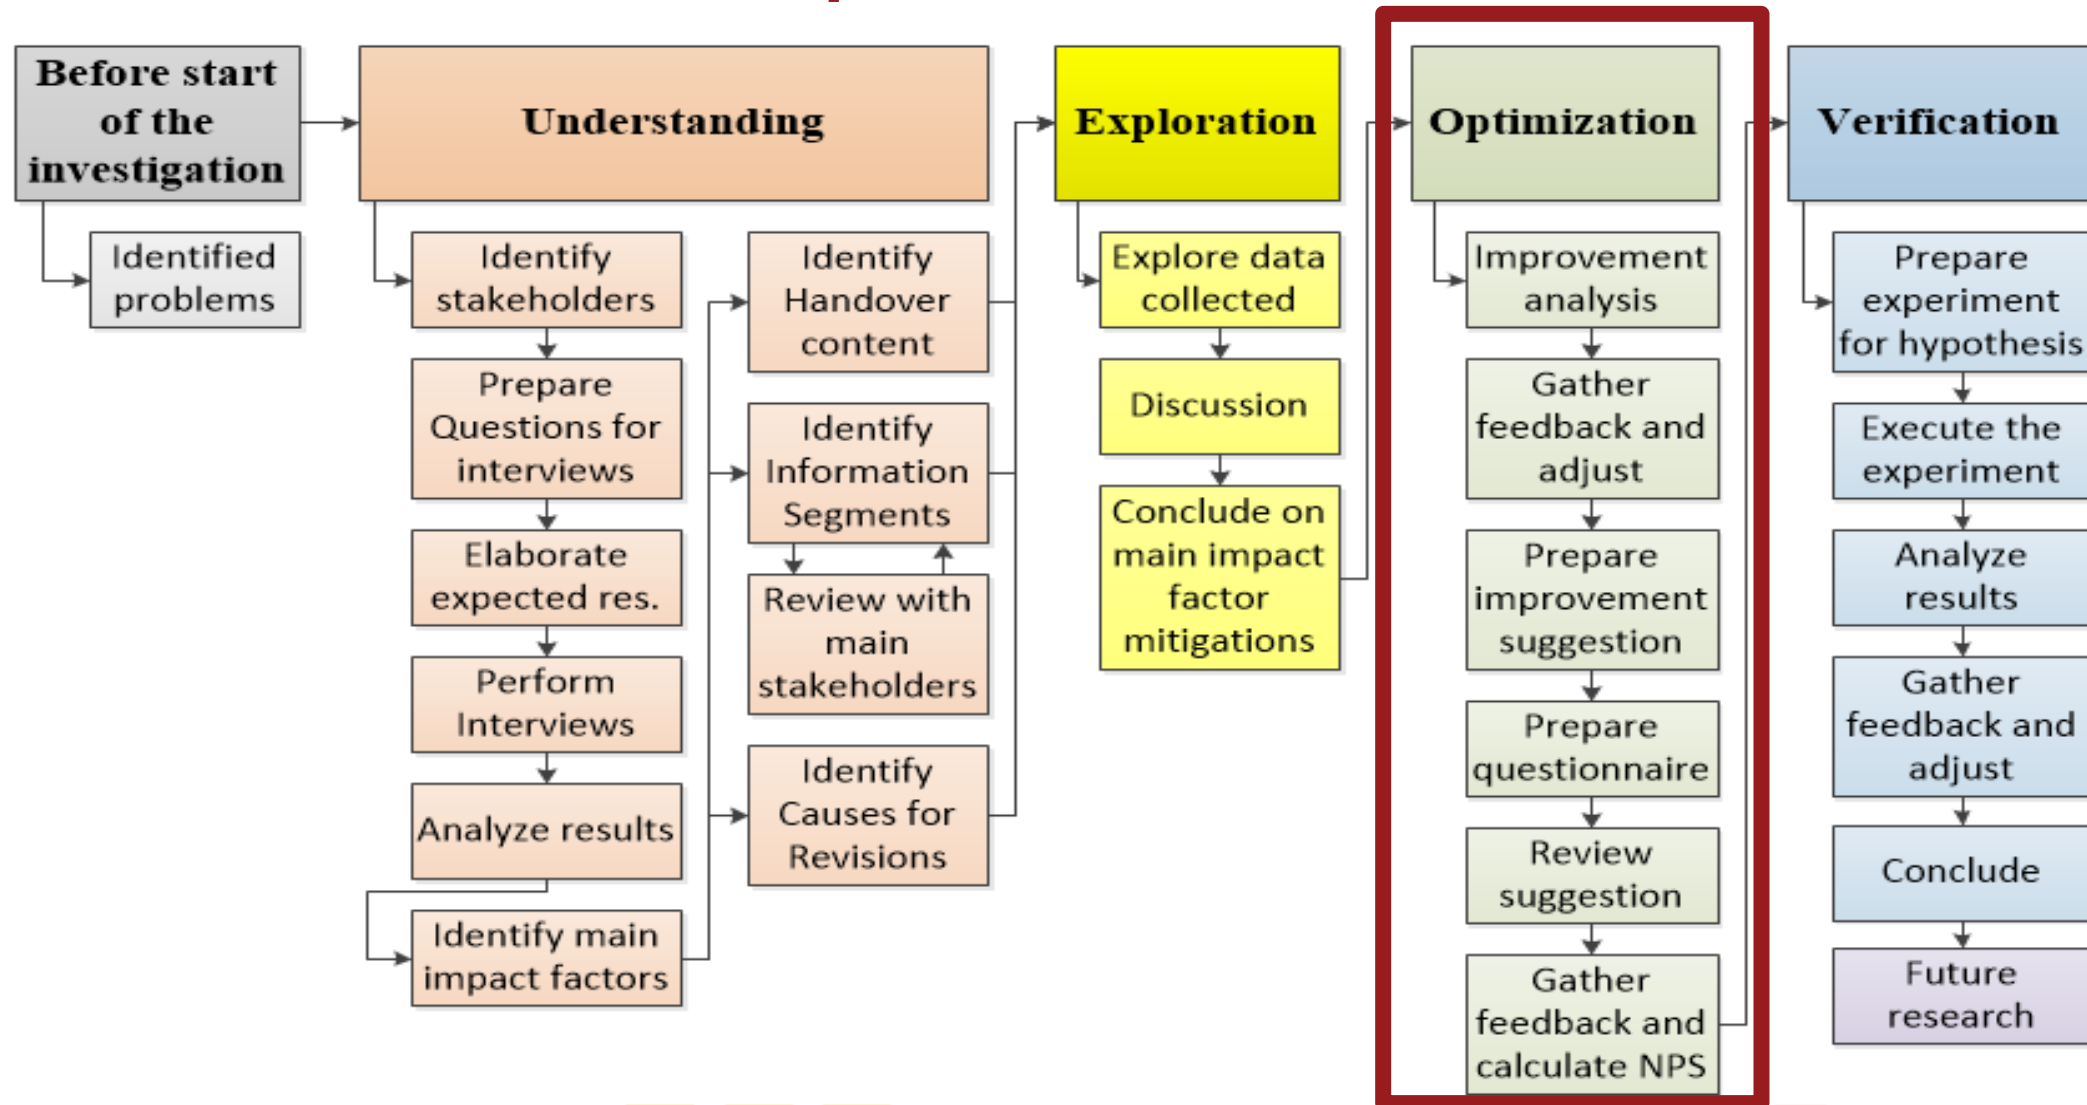 Before start
of the
investigation
Identified
problems
Understanding
Identify
stakeholders
Prepare
Questions for
interviews
Elaborate
expected res.
Perform
Interviews
Analyze results
Identify main
impact factors
Identify
Handover
content
Identify
Information
Segments
Review with
main
stakeholders
Identify
Causes for
Revisions
Exploration
Explore data
collected
Discussion
Conclude on
main impact
factor
mitigations
Optimization
Improvement
analysis
Gather
feedback and
adjust
Prepare
improvement
suggestion
Prepare
questionnaire
Review
suggestion
Gather
feedback and
calculate NPS
Verification
Prepare
experiment
for hypothesis
Execute the
experiment
Analyze
results
Gather
feedback and
adjust
Conclude
Future
research